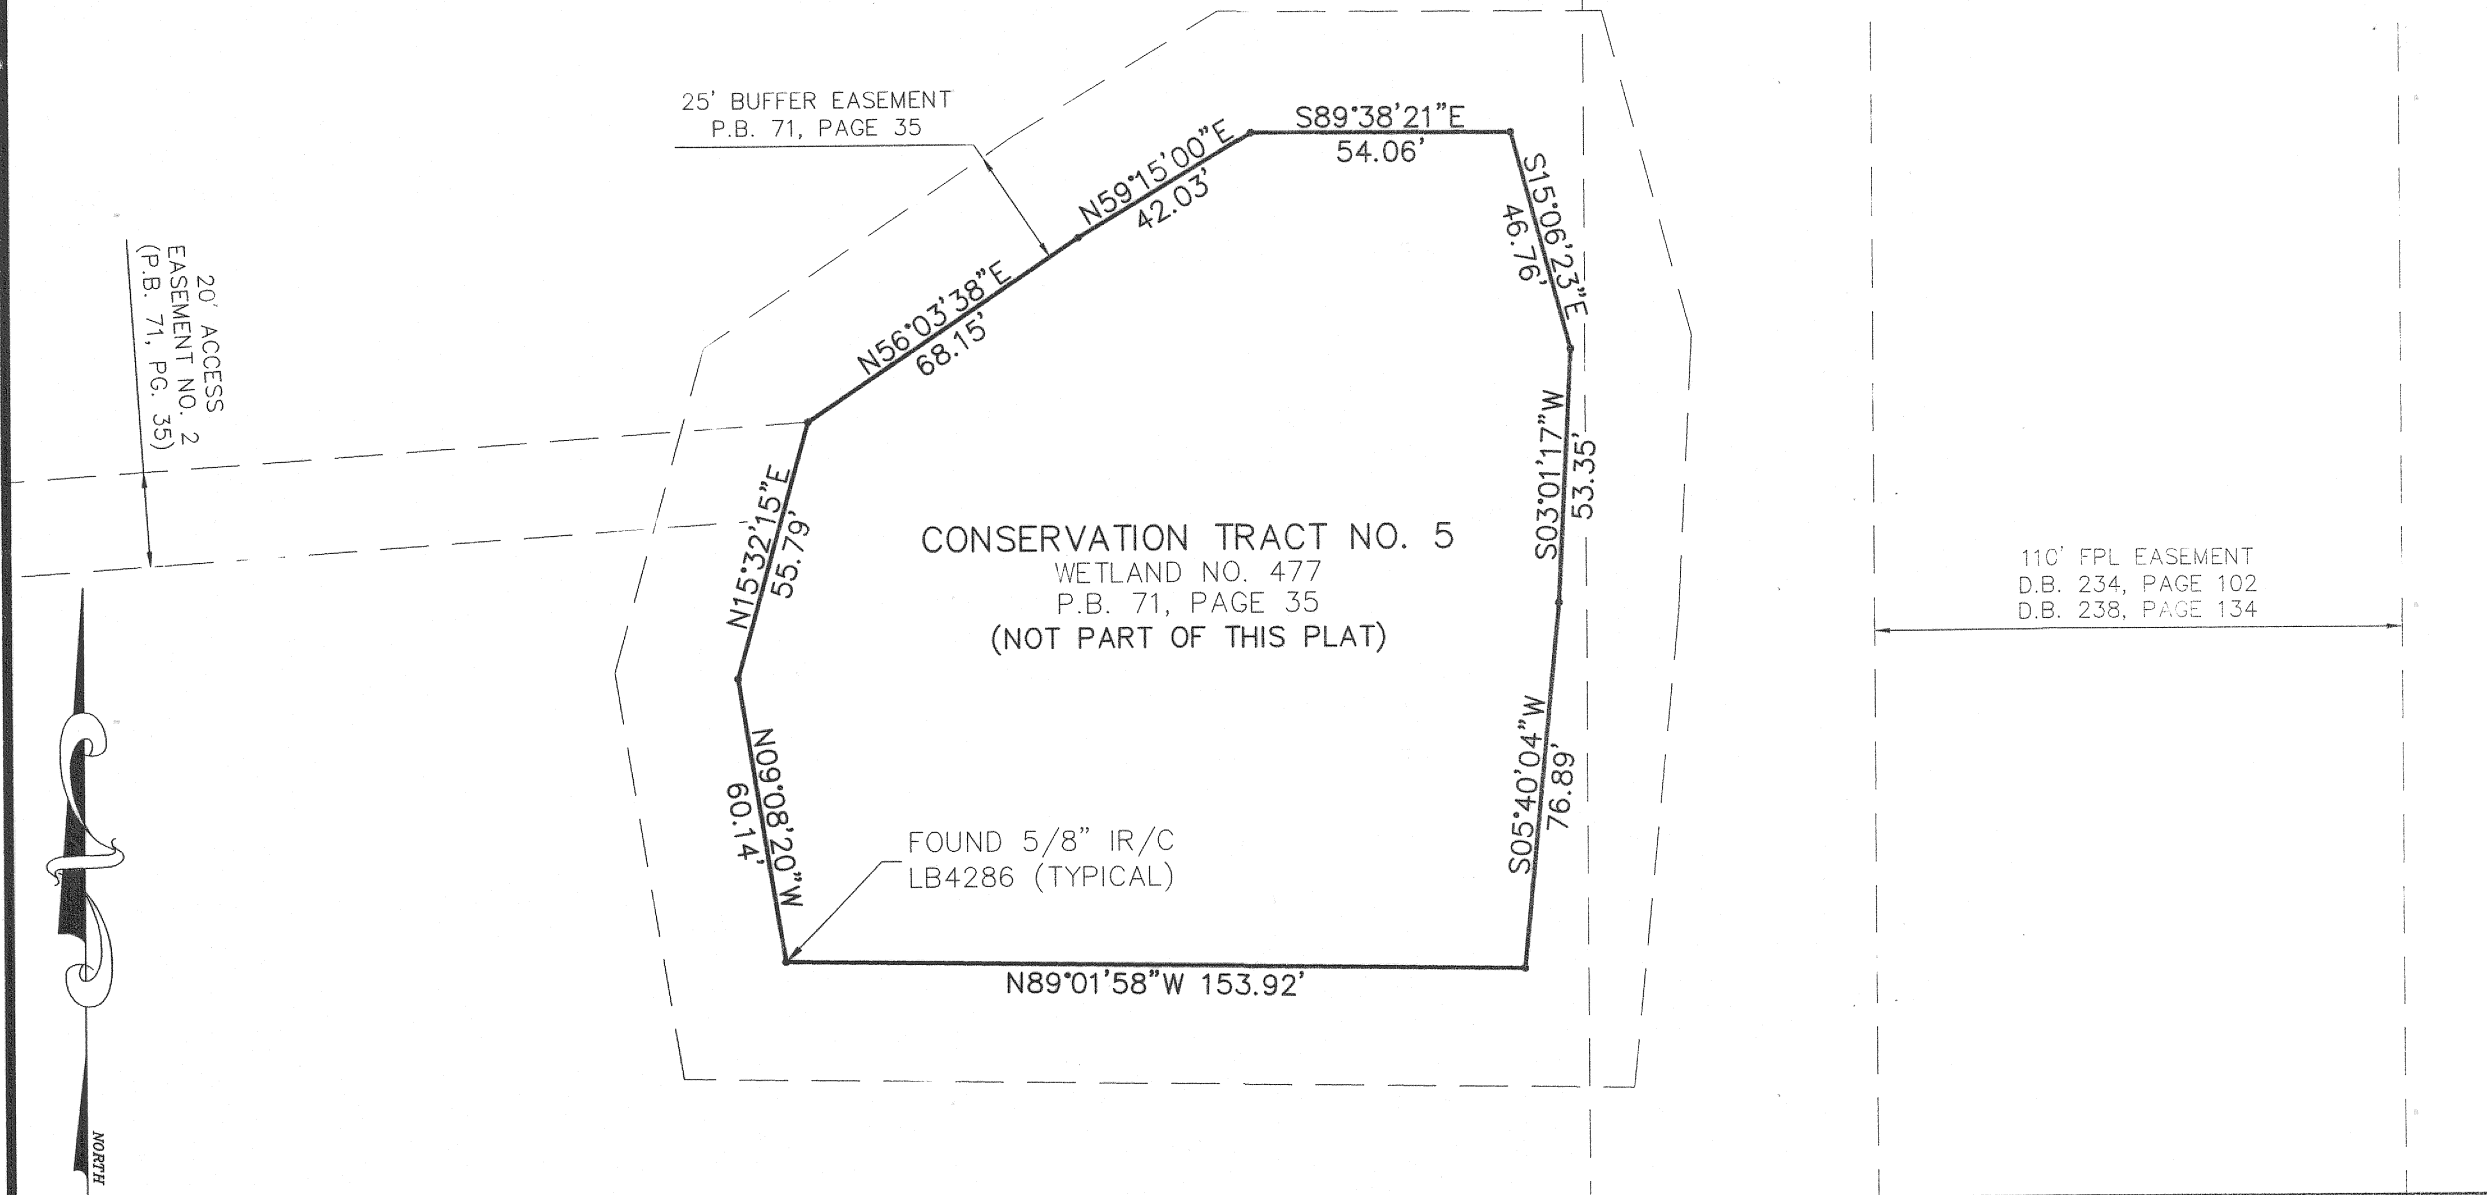 25' BUFFER EASEMENT
P.B. 71, PAGE 35
S89°38'21"E
54.06'
N59°15'00"E
42.03'
S15°06'23"E
46.76'
N56°03'38"E
68.15'
20' ACCESS
EASEMENT NO. 2
(P.B. 71, PG. 35)
S03°01'17"W
53.35'
N15°32'15"E
55.79'
CONSERVATION TRACT NO. 5
WETLAND NO. 477
P.B. 71, PAGE 35
(NOT PART OF THIS PLAT)
110' FPL EASEMENT
D.B. 234, PAGE 102
D.B. 238, PAGE 134
S05°40'04"W
76.89'
N09°08'20"W
60.14'
FOUND 5/8" IR/C
LB4286 (TYPICAL)
N89°01'58"W 153.92'
NORTH